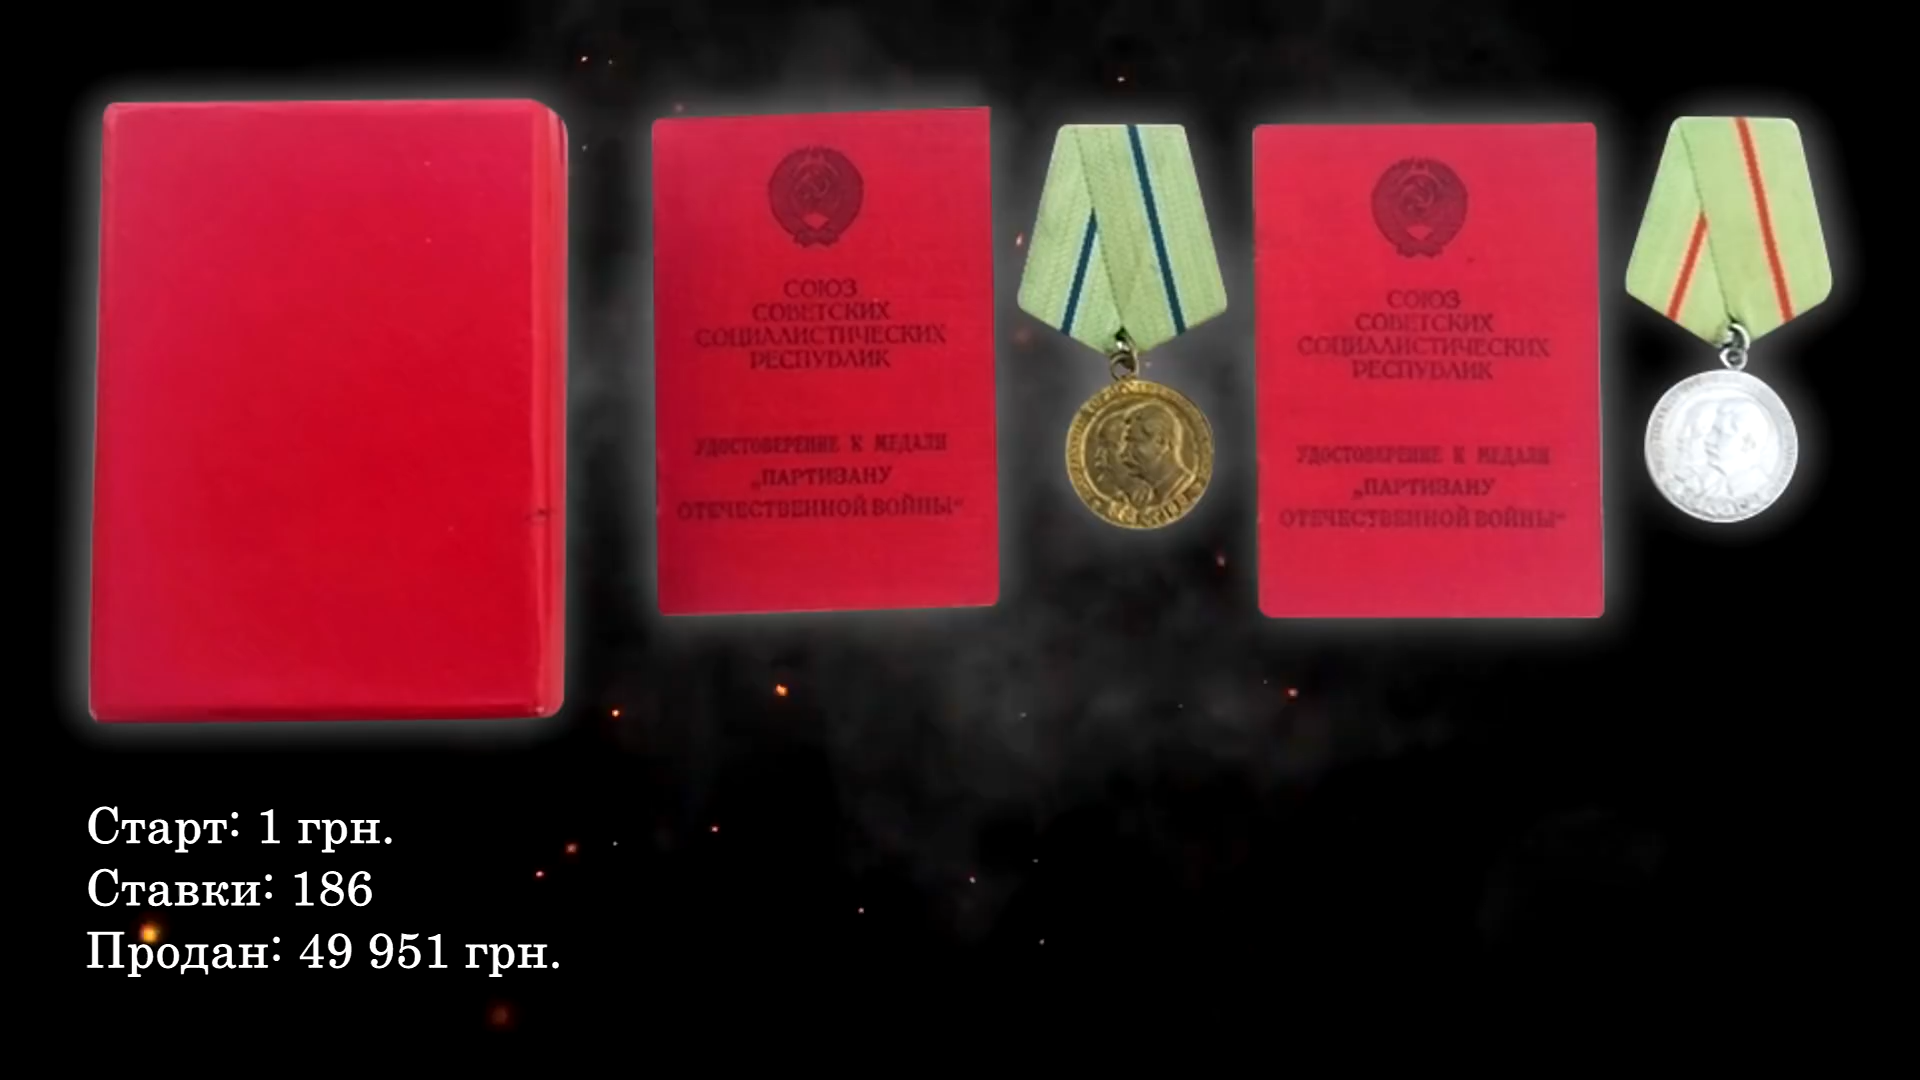 СОЮЗ
СОВЕТСКИХ
СОЦИАЛИСТИЧЕСКИХ
РЕСПУБЛИК
УДОСТОВЕРЕНИЕ К МЕДАЛИ
„ПАРТИЗАНУ
ОТЕЧЕСТВЕННОЙ ВОЙНЫ“
СОЮЗ
СОВЕТСКИХ
СОЦИАЛИСТИЧЕСКИХ
РЕСПУБЛИК
УДОСТОВЕРЕНИЕ К МЕДАЛИ
„ПАРТИЗАНУ
ОТЕЧЕСТВЕННОЙ ВОЙНЫ“
Старт: 1 грн.
Ставки: 186
Продан: 49 951 грн.